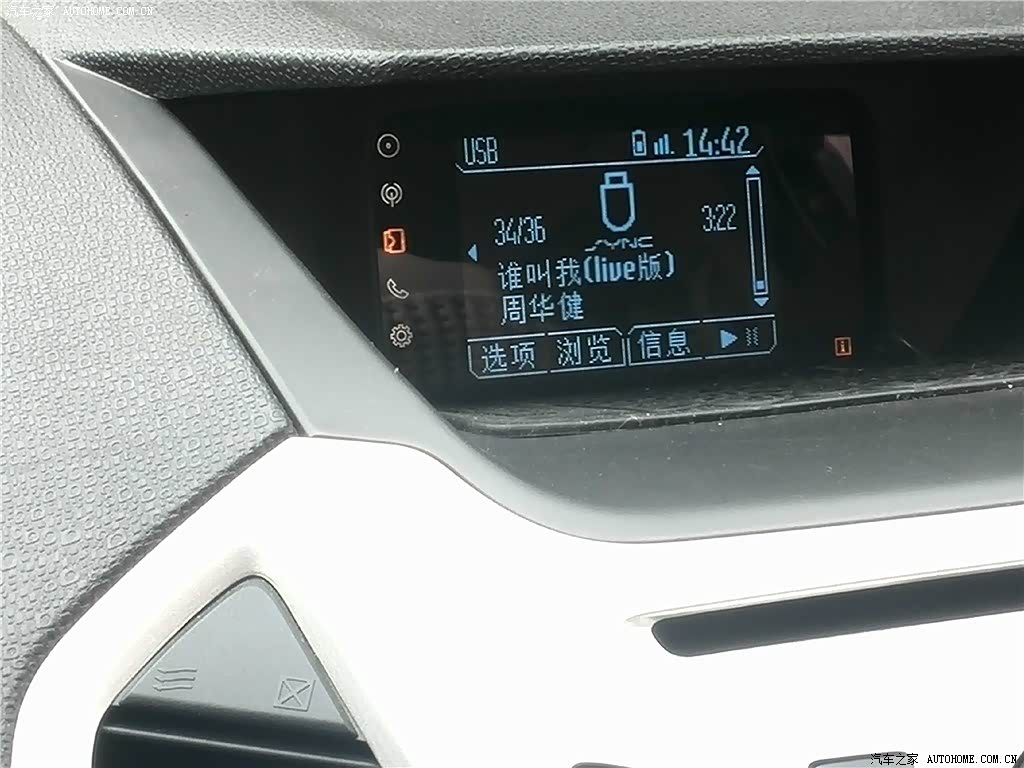 汽车之家 AUTOHOME.COM.CN
USB 14:42
34/36 3:22
SYNC
谁叫我(live版)
周华健
选项 浏览 信息
i
汽车之家 AUTOHOME.COM.CN